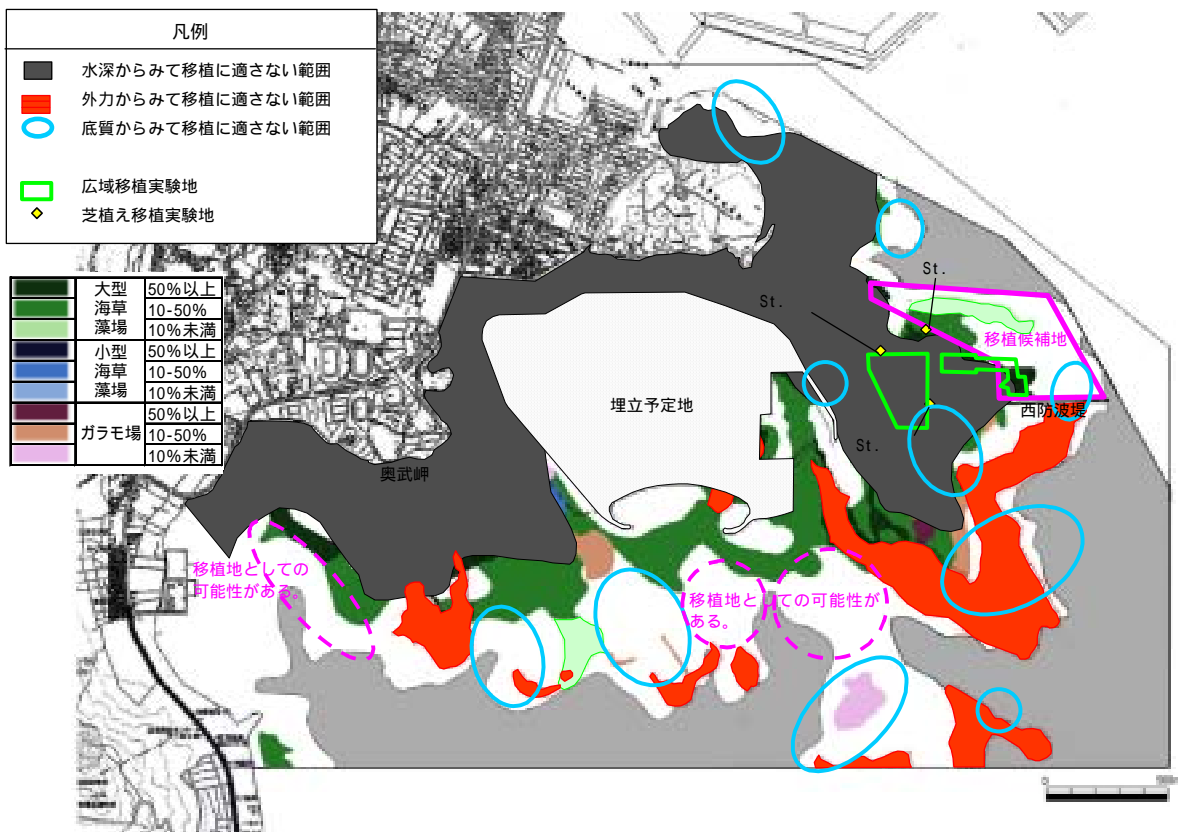 凡例
水深からみて移植に適さない範囲
外力からみて移植に適さない範囲
底質からみて移植に適さない範囲
広域移植実験地
芝植え移植実験地
大型海草藻場
50%以上
10-50%
10%未満
小型海草藻場
50%以上
10-50%
10%未満
ガラモ場
50%以上
10-50%
10%未満
St.
St.
移植候補地
西防波堤
埋立予定地
St.
奥武岬
移植地としての
可能性がある。
移植地としての可能性が
ある。
0